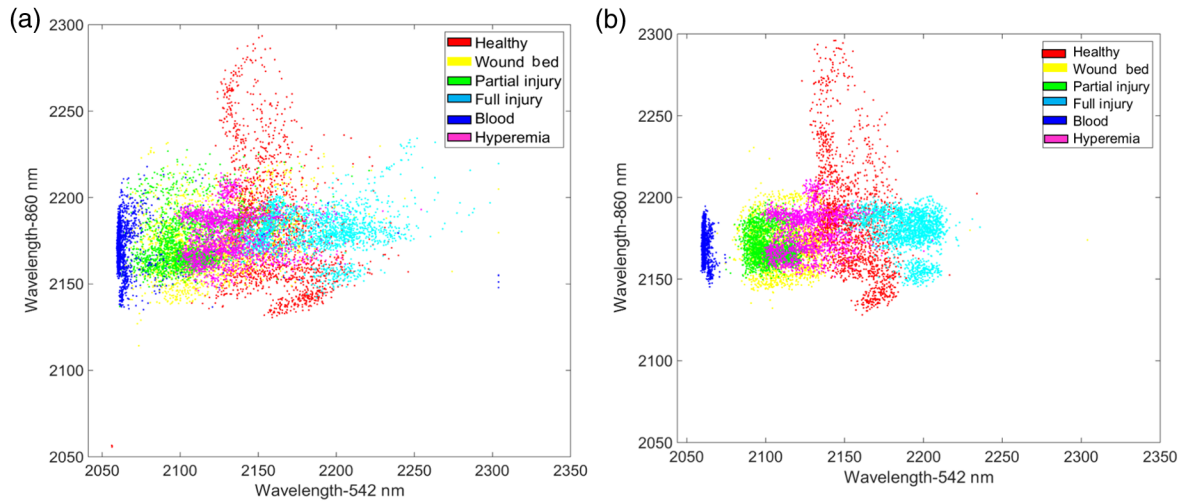 (a)
2300
2250
2200
2150
2100
2050
Wavelength-860 nm
Healthy
Wound bed
Partial injury
Full injury
Blood
Hyperemia
2050 2100 2150 2200 2250 2300 2350
Wavelength-542 nm
(b)
2300
2250
2200
2150
2100
2050
Wavelength-860 nm
Healthy
Wound bed
Partial injury
Full injury
Blood
Hyperemia
2050 2100 2150 2200 2250 2300 2350
Wavelength-542 nm